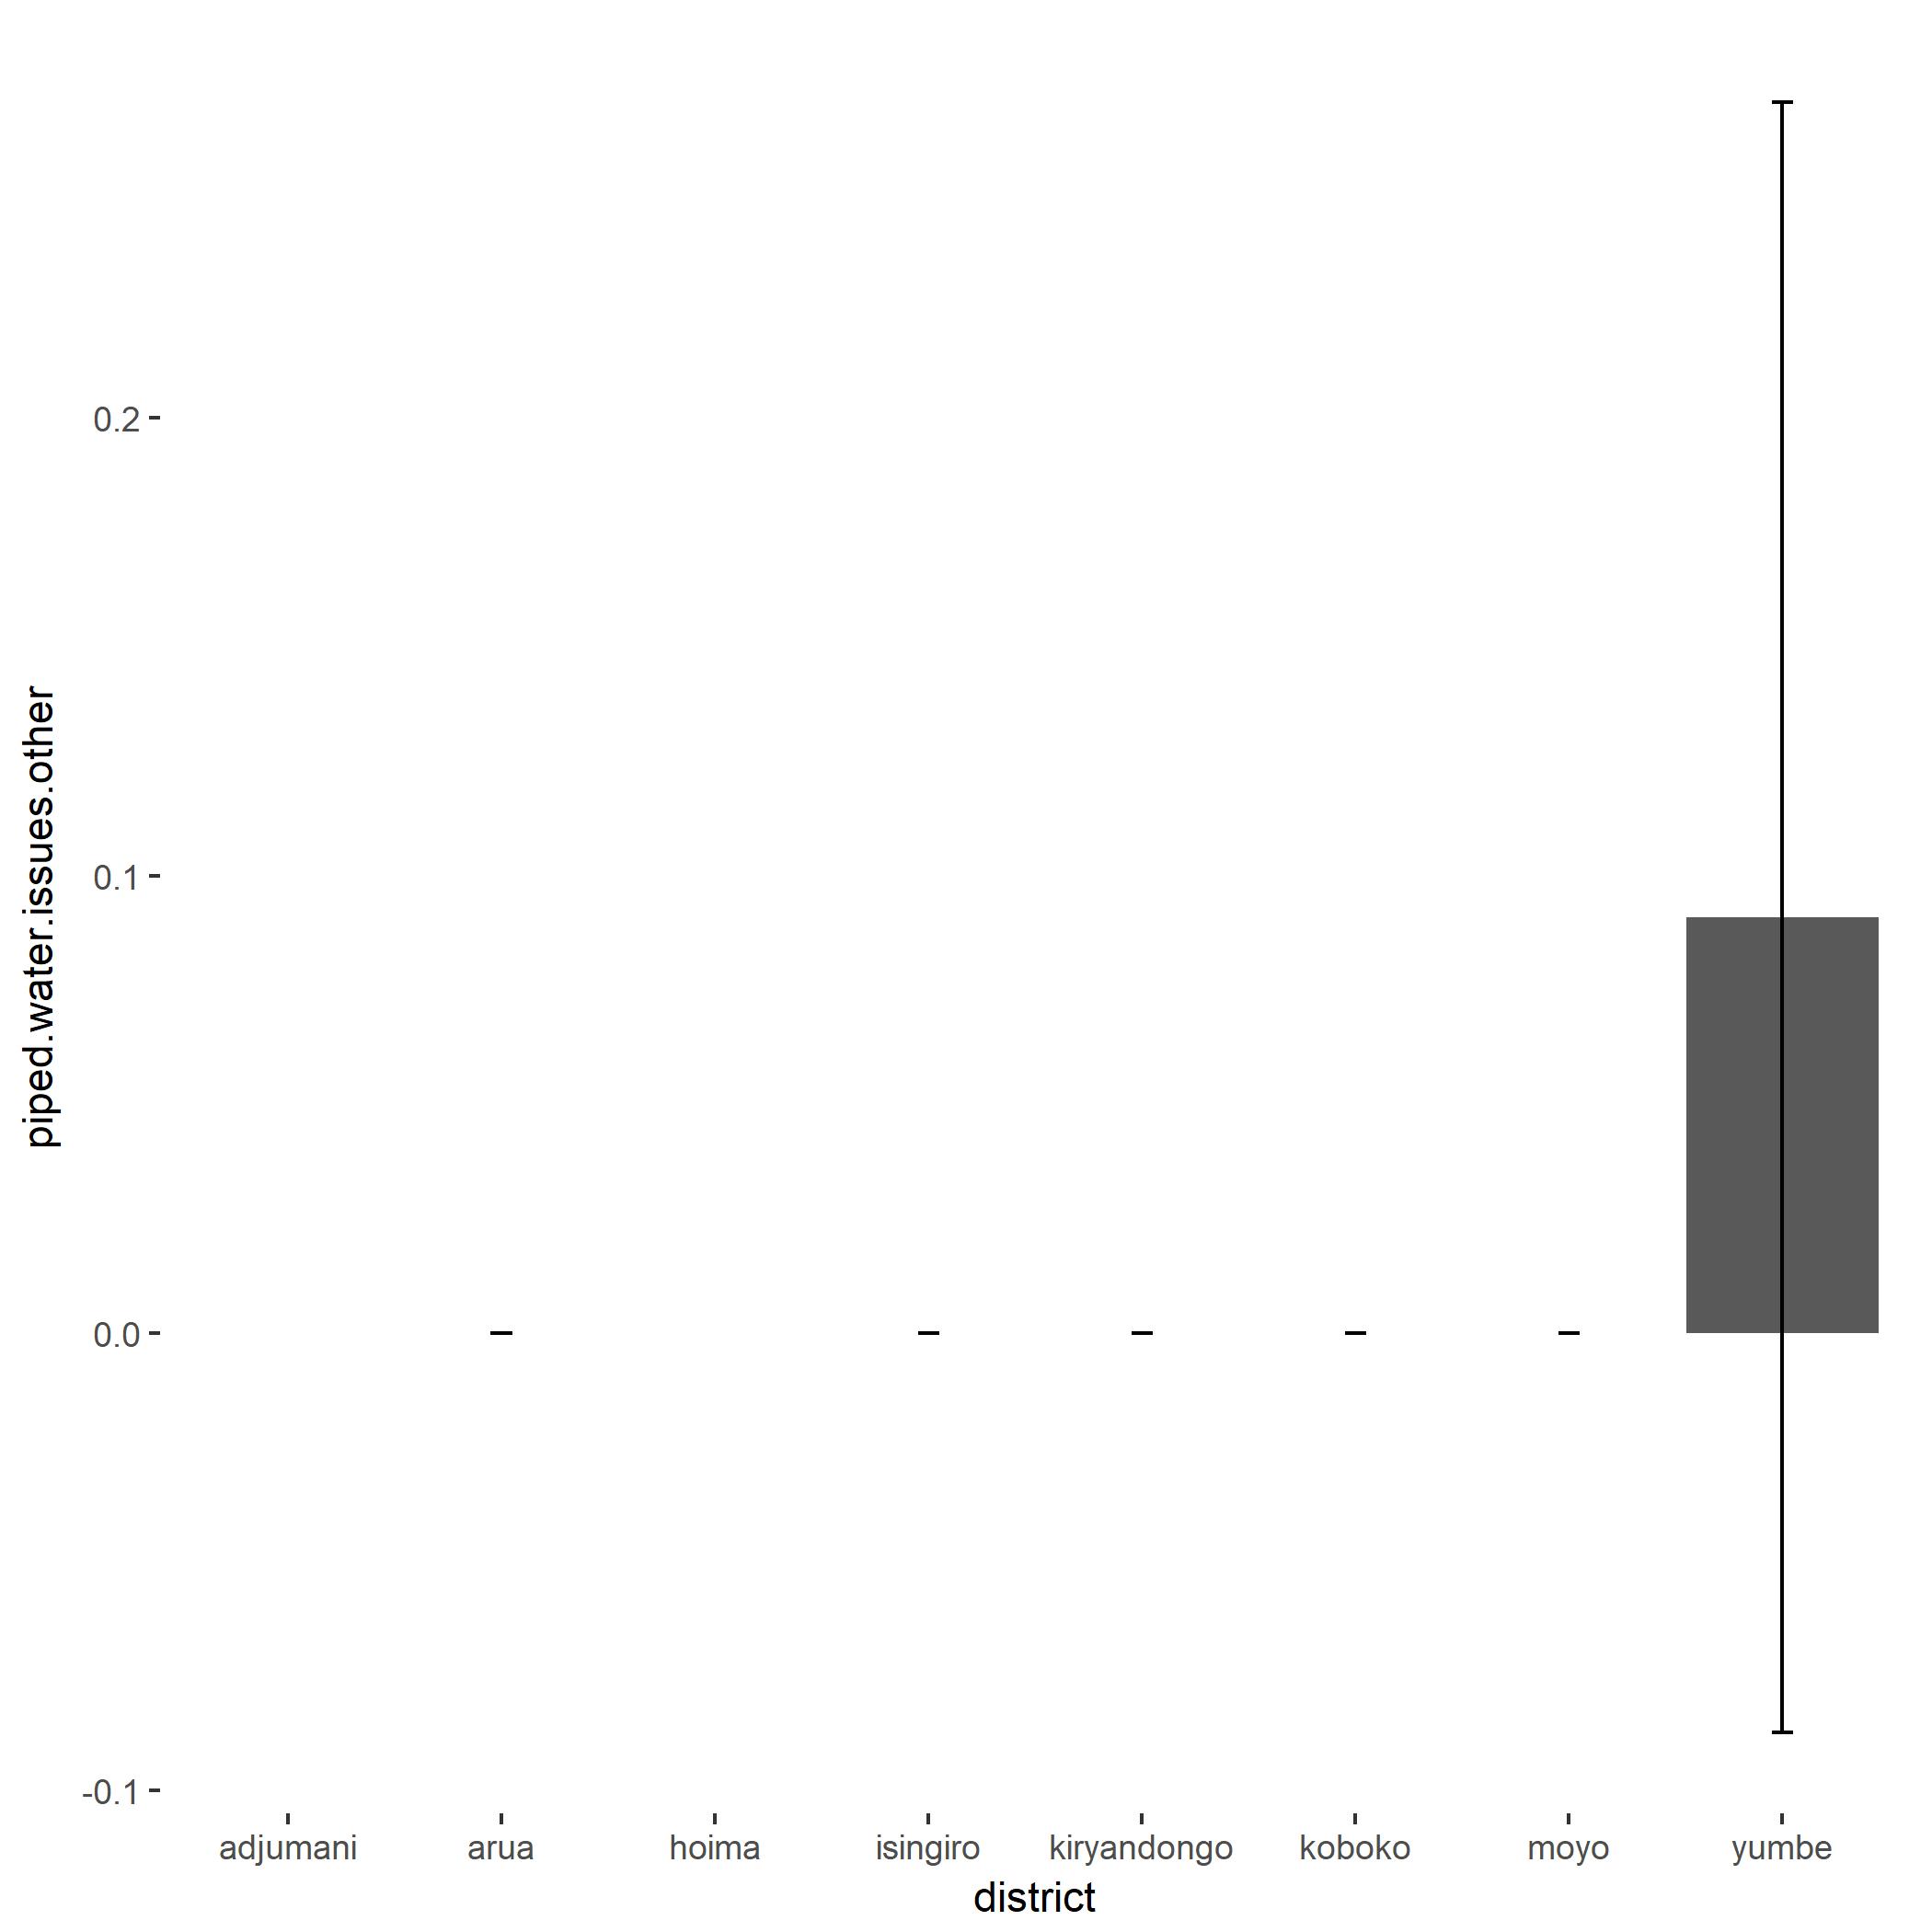 piped.water.issues.other
0.2
0.1
0.0
-0.1
adjumani arua hoima isingiro kiryandongo koboko moyo yumbe
district